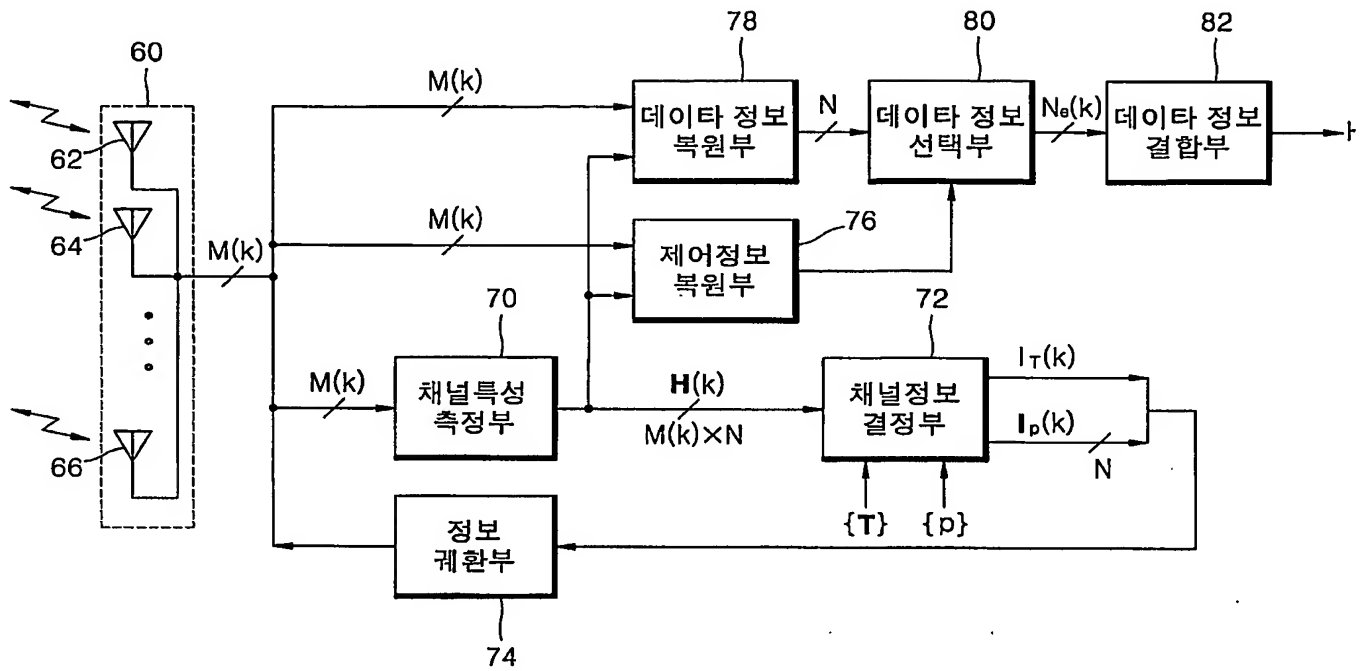 60
62
64
66
M(k)
M(k)
78
데이타 정보
복원부
N
80
데이타 정보
선택부
Ne(k)
82
데이타 정보
결합부
M(k)
76
제어정보
복원부
M(k)
70
채널특성
측정부
H(k)
M(k)×N
72
채널정보
결정부
IT(k)
Ip(k)
N
{T} {p}
정보
궤환부
74